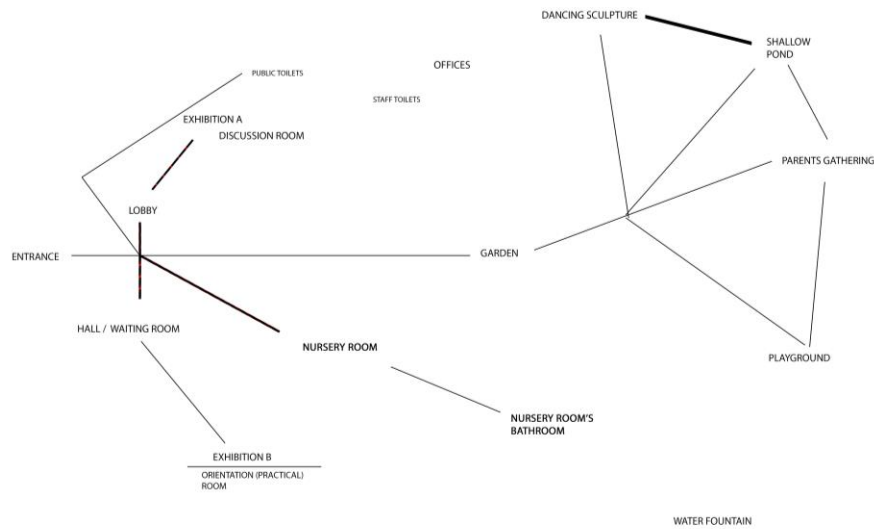 DANCING SCULPTURE
SHALLOW
POND
OFFICES
PUBLIC TOILETS
STAFF TOILETS
EXHIBITION A
DISCUSSION ROOM
PARENTS GATHERING
LOBBY
ENTRANCE
GARDEN
HALL / WAITING ROOM
NURSERY ROOM
PLAYGROUND
NURSERY ROOM'S
BATHROOM
EXHIBITION B
ORIENTATION (PRACTICAL)
ROOM
WATER FOUNTAIN